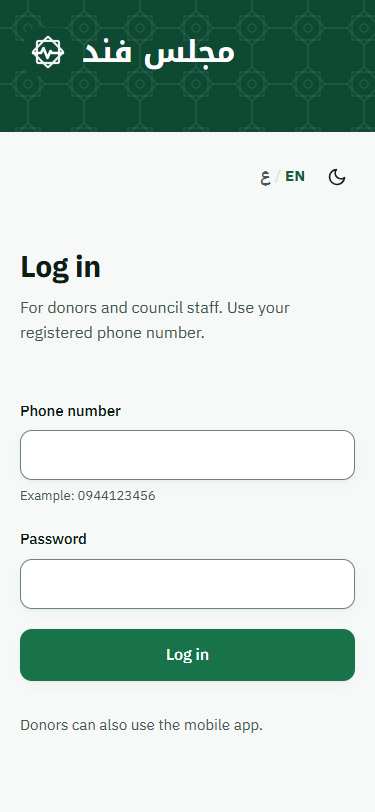 مجلس فند
ع / EN
Log in
For donors and council staff. Use your
registered phone number.
Phone number
Example: 0944123456
Password
Log in
Donors can also use the mobile app.